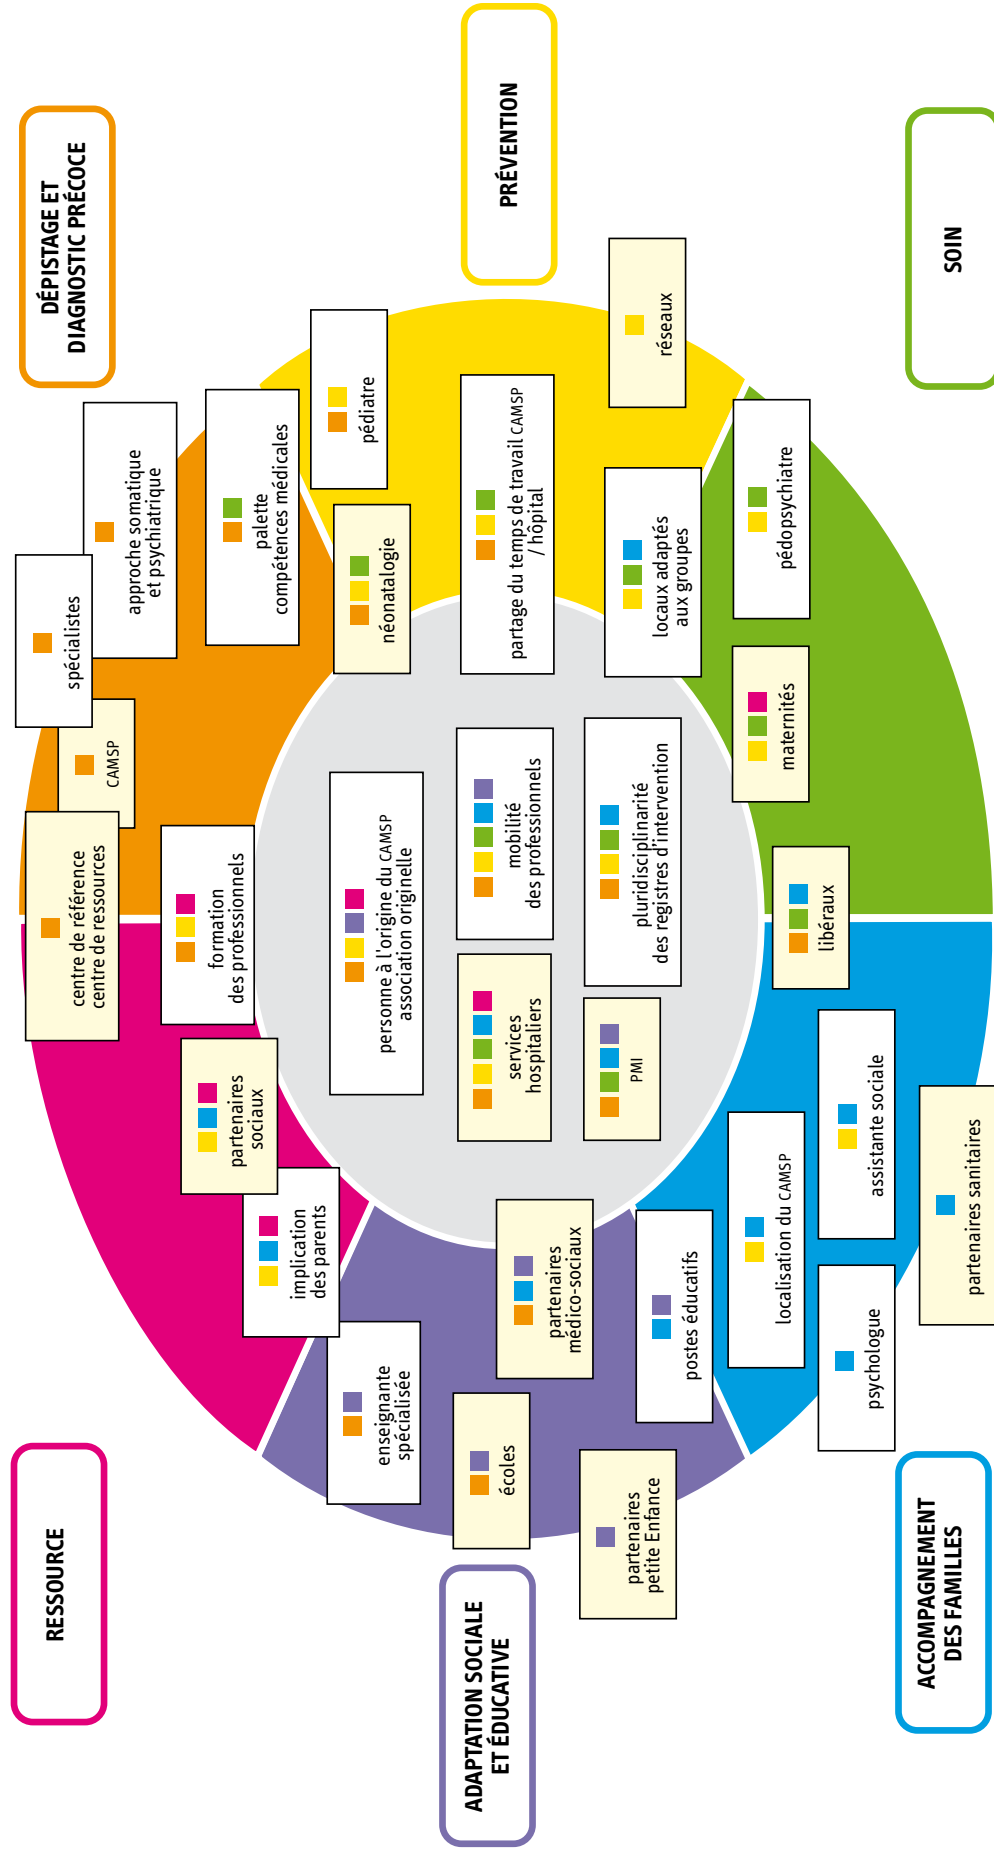 RESSOURCE
DÉPISTAGE ET
DIAGNOSTIC PRÉCOCE
spécialistes
centre de référence
centre de ressources
CAMSP
approche somatique
et psychiatrique
formation
des professionnels
palette
compétences médicales
partenaires
sociaux
implication
des parents
pédiatre
enseignante
spécialisée
personne à l'origine du CAMSP
association originelle
néonatalogie
ADAPTATION SOCIALE
ET ÉDUCATIVE
écoles
partenaires
médico-sociaux
services
hospitaliers
mobilité
des professionnels
partage du temps de travail CAMSP
/ hôpital
PRÉVENTION
partenaires
petite Enfance
PMI
pluridisciplinarité
des registres d'intervention
locaux adaptés
aux groupes
réseaux
postes éducatifs
localisation du CAMSP
maternités
pédopsychiatre
libéraux
psychologue
assistante sociale
partenaires sanitaires
ACCOMPAGNEMENT
DES FAMILLES
SOIN